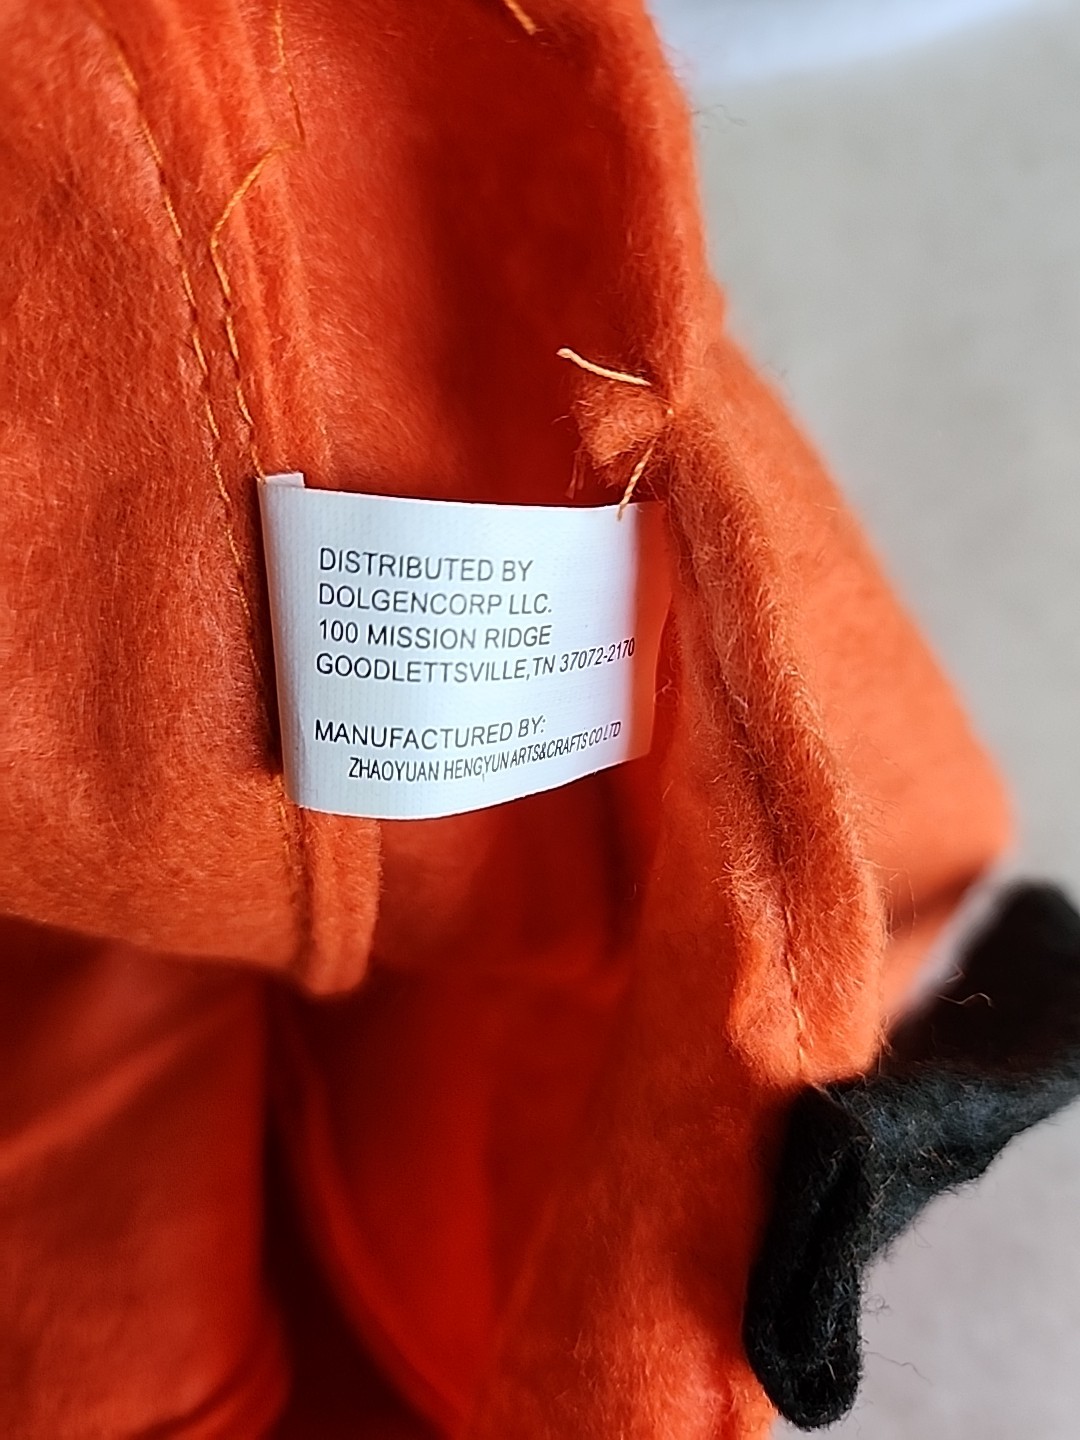 DISTRIBUTED BY
DOLGENCORP LLC.
100 MISSION RIDGE
GOODLETTSVILLE,TN 37072-2170
MANUFACTURED BY:
ZHAOYUAN HENGYUN ARTS&CRAFTS CO LTD